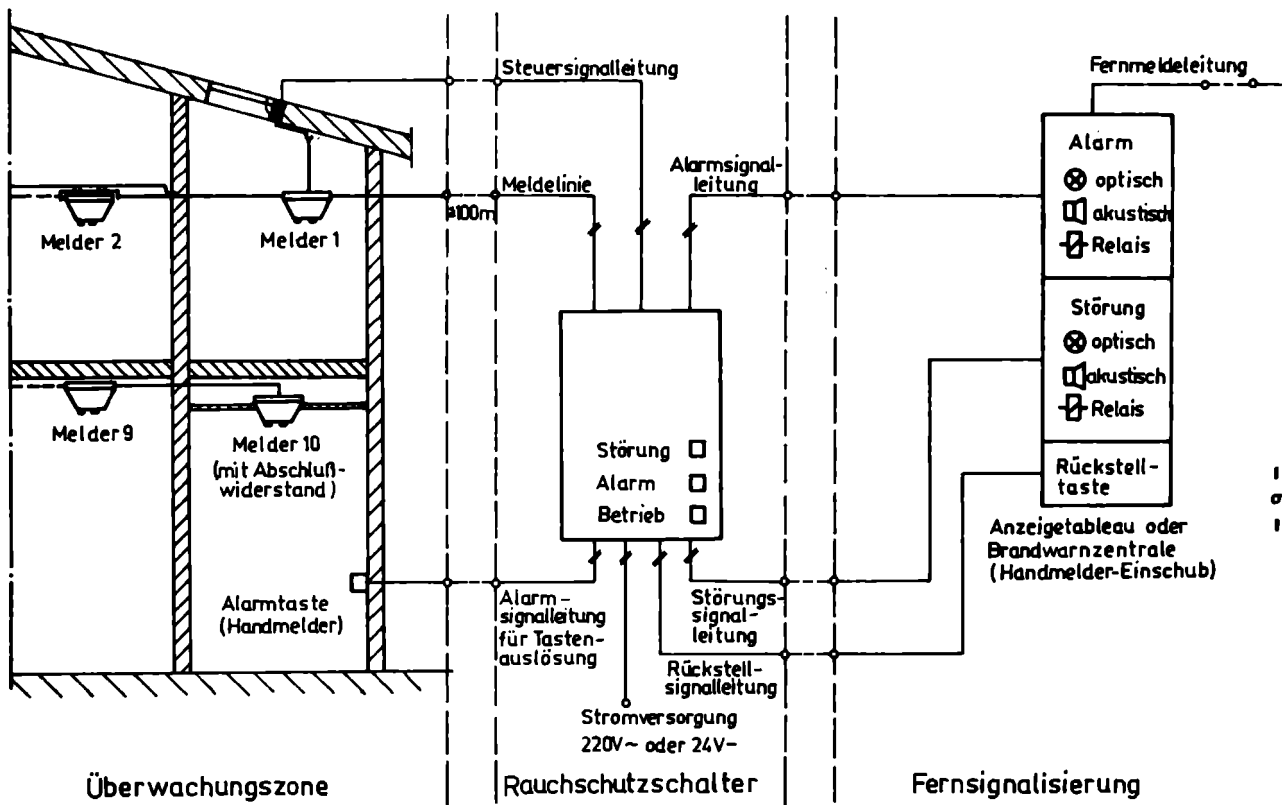 Steuersignalleitung
Fernmeldeleitung
Meldelinie
≤100m
Alarmsignal-
leitung
Melder 2
Melder 1
Alarm
optisch
akustisch
Relais
Störung
optisch
akustisch
Relais
Rückstell-
taste
Anzeigetableau oder
Brandwarnzentrale
(Handmelder-Einschub)
Melder 9
Melder 10
(mit Abschluß-
widerstand)
Störung
Alarm
Betrieb
Alarmtaste
(Handmelder)
Alarm-
signalleitung
für Tasten-
auslösung
Störungs-
signal-
leitung
Rückstell-
signalleitung
Stromversorgung
220V~ oder 24V-
Überwachungszone
Rauchschutzschalter
Fernsignalisierung